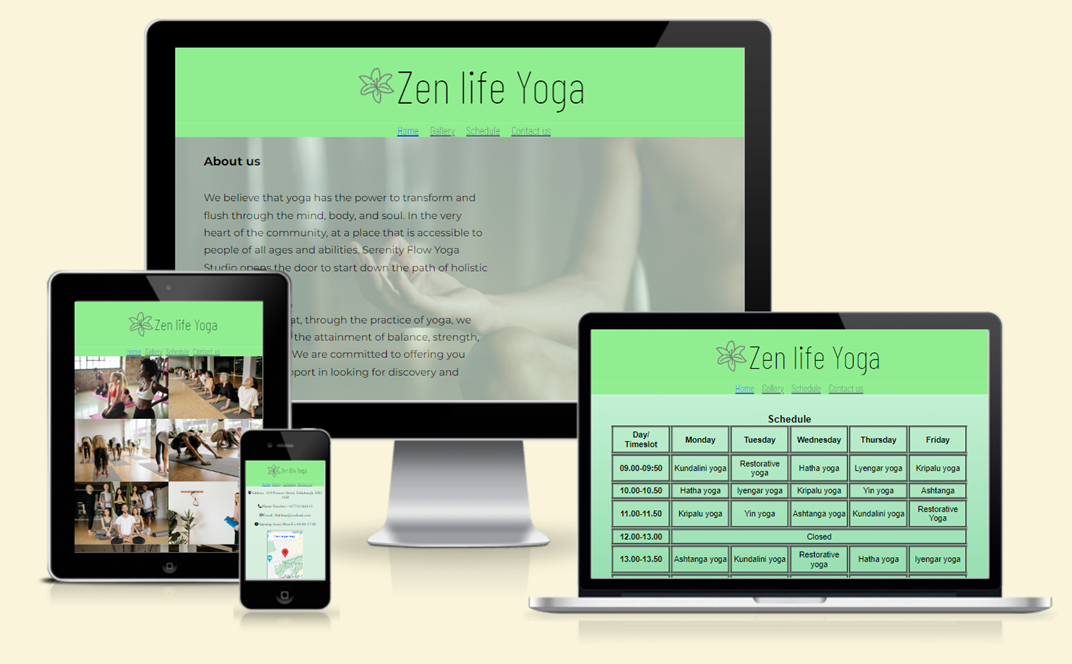 Zen life Yoga
Home Gallery Schedule Contact us
About us
We believe that yoga has the power to transform and
flush through the mind, body, and soul. In the very
heart of the community, at a place that is accessible to
people of all ages and abilities, Serenity Flow Yoga
Studio opens the door to start down the path of holistic
at, through the practice of yoga, we
the attainment of balance, strength,
We are committed to offering you
pport in looking for discovery and
Zen life Yoga
Home Gallery Schedule Contact us
Zen life Yoga
Zen life Yoga
Home Gallery Schedule Contact us
Schedule
Day/
Timeslot Monday Tuesday Wednesday Thursday Friday
09.00-09:50 Kundalini yoga Restorative yoga Hatha yoga Lyengar yoga Kripalu yoga
10.00-10.50 Hatha yoga Iyengar yoga Kripalu yoga Yin yoga Ashtanga
11.00-11.50 Kripalu yoga Yin yoga Ashtanga yoga Kundalini yoga Restorative Yoga
12.00-13.00 Closed
13.00-13.50 Ashtanga yoga Kundalini yoga Restorative yoga Hatha yoga Iyengar yoga